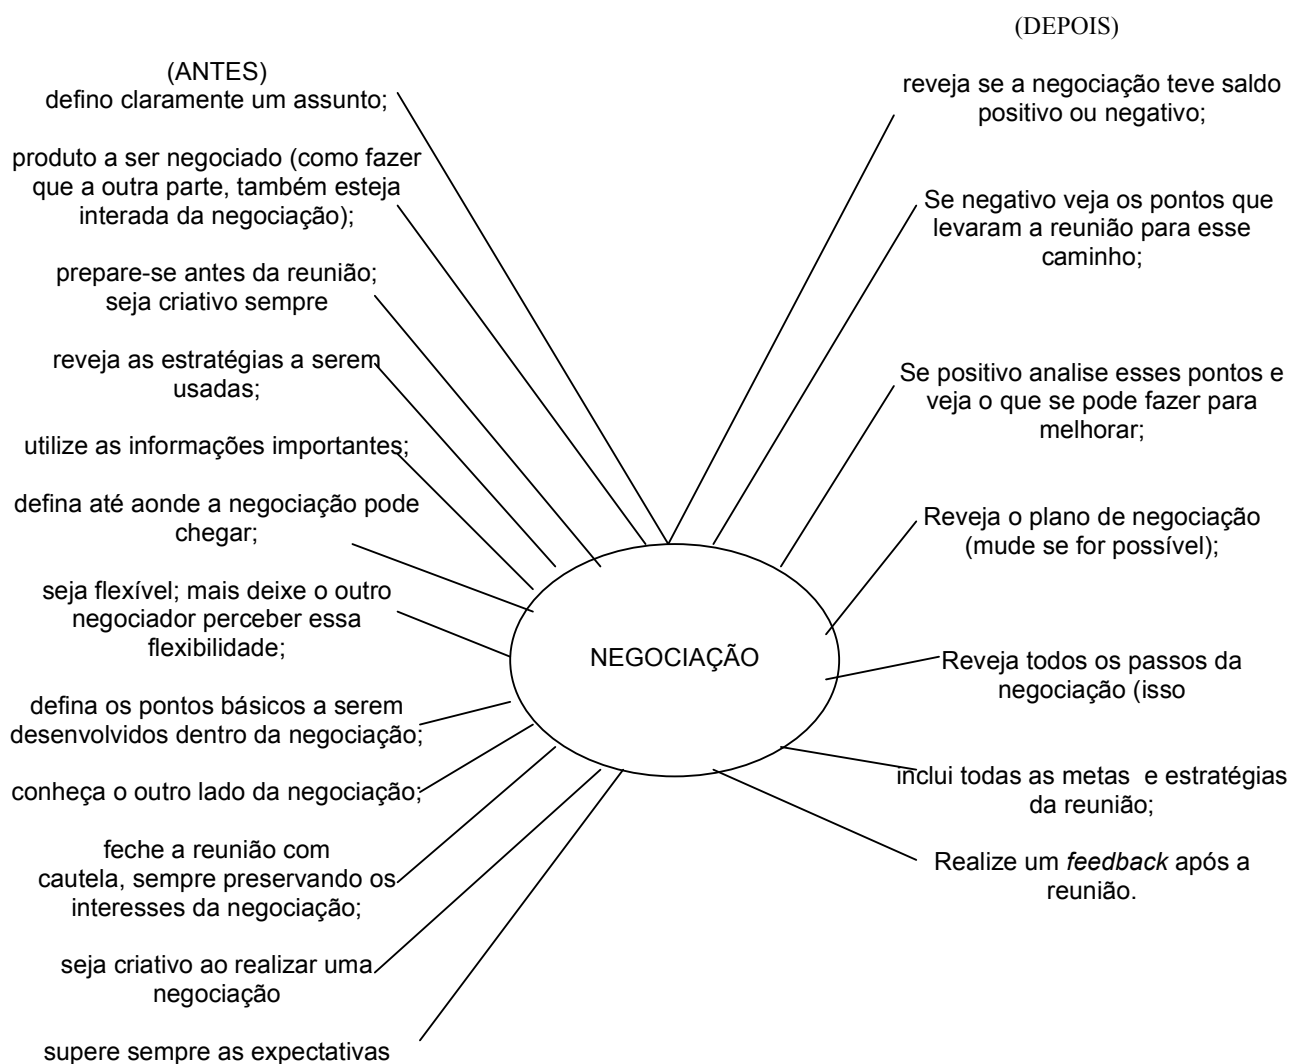 (ANTES)
defino claramente um assunto;
produto a ser negociado (como fazer
que a outra parte, também esteja
interada da negociação);
prepare-se antes da reunião;
seja criativo sempre
reveja as estratégias a serem
usadas;
utilize as informações importantes;
defina até aonde a negociação pode
chegar;
seja flexível; mais deixe o outro
negociador perceber essa
flexibilidade;
defina os pontos básicos a serem
desenvolvidos dentro da negociação;
conheça o outro lado da negociação;
feche a reunião com
cautela, sempre preservando os
interesses da negociação;
seja criativo ao realizar uma
negociação
supere sempre as expectativas
NEGOCIAÇÃO
(DEPOIS)
reveja se a negociação teve saldo
positivo ou negativo;
Se negativo veja os pontos que
levaram a reunião para esse
caminho;
Se positivo analise esses pontos e
veja o que se pode fazer para
melhorar;
Reveja o plano de negociação
(mude se for possível);
Reveja todos os passos da
negociação (isso
inclui todas as metas e estratégias
da reunião;
Realize um feedback após a
reunião.